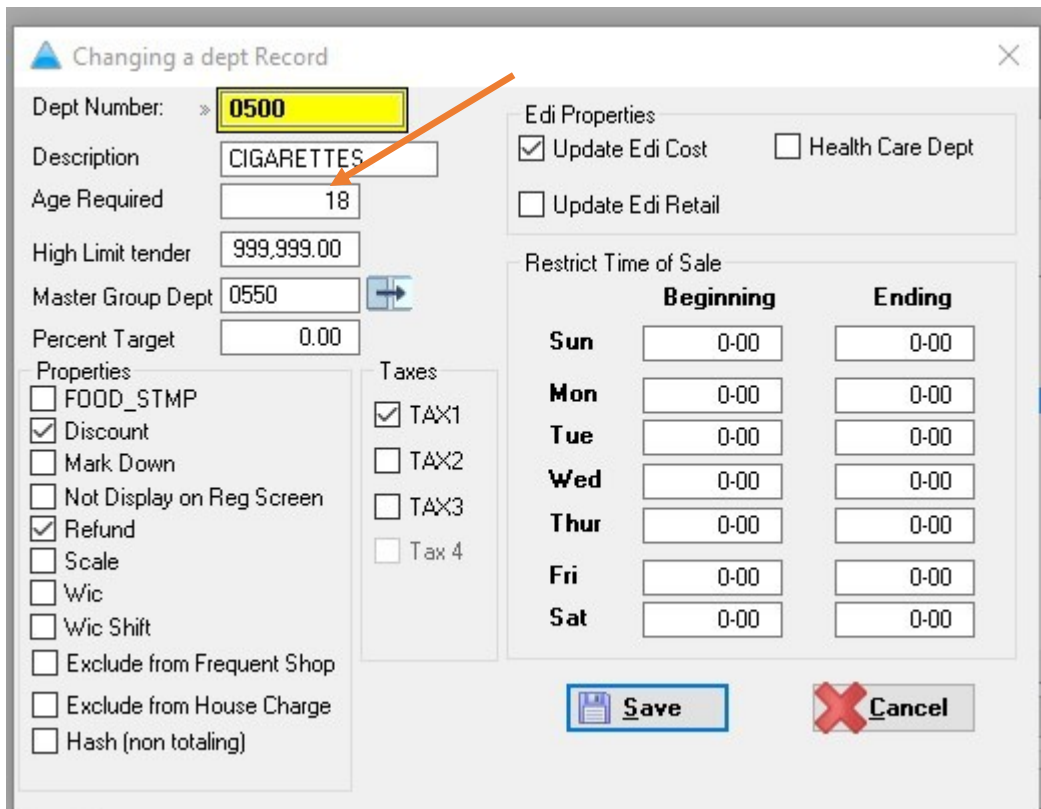 Changing a dept Record
Dept Number: » 0500
Description CIGARETTES
Age Required 18
High Limit tender 999,999.00
Master Group Dept 0550
Percent Target 0.00
Properties
FOOD_STMP
Discount
Mark Down
Not Display on Reg Screen
Refund
Scale
Wic
Wic Shift
Exclude from Frequent Shop
Exclude from House Charge
Hash (non totaling)
Taxes
TAX1
TAX2
TAX3
Tax 4
Edi Properties
Update Edi Cost Health Care Dept
Update Edi Retail
Restrict Time of Sale
Beginning Ending
Sun 0-00 0-00
Mon 0-00 0-00
Tue 0-00 0-00
Wed 0-00 0-00
Thur 0-00 0-00
Fri 0-00 0-00
Sat 0-00 0-00
Save Cancel